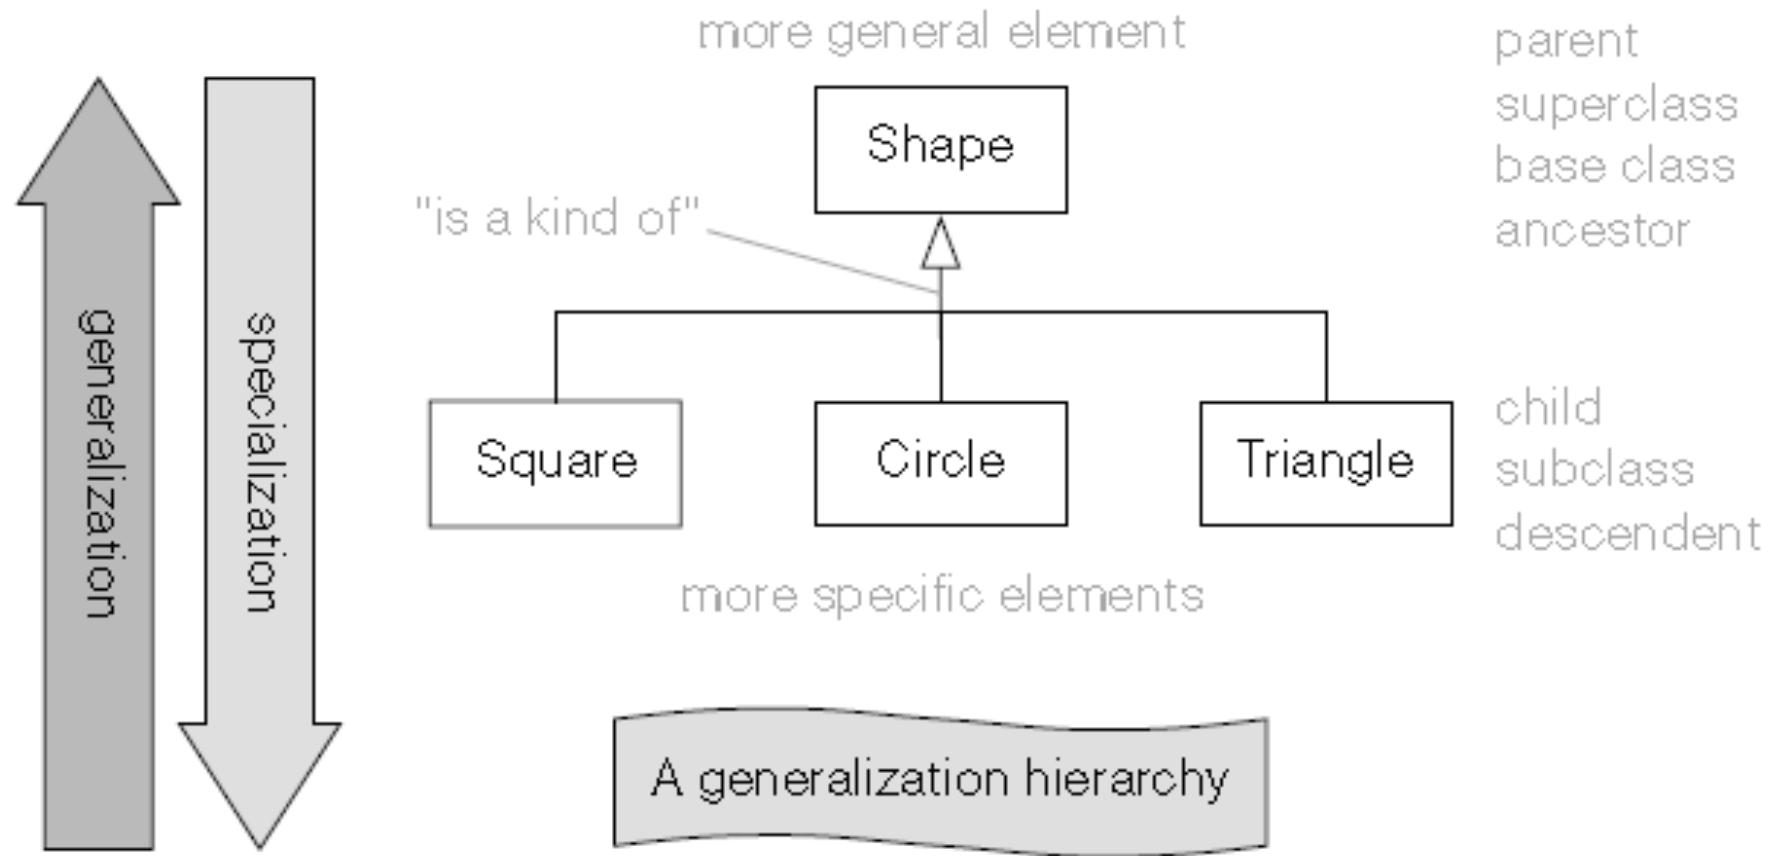 more general element
parent
superclass
base class
ancestor
Shape
"is a kind of"
generalization
specialization
Square
Circle
Triangle
child
subclass
descendent
more specific elements
A generalization hierarchy